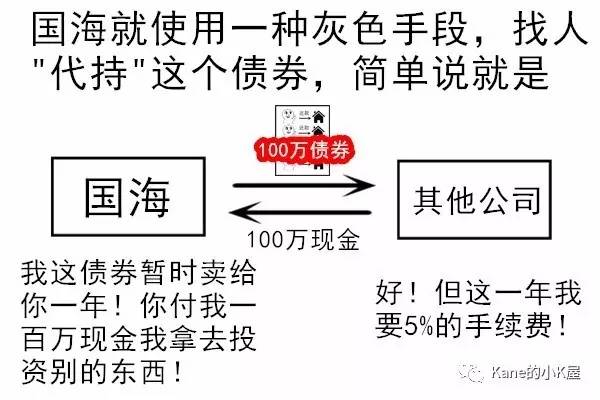 国海就使用一种灰色手段，找人
"代持"这个债券，简单说就是
100万债券
国海
其他公司
100万现金
我这债券暂时卖给
你一年！你付我一
百万现金我拿去投
资别的东西！
好！但这一年我
要5%的手续费！
Kane的小K屋